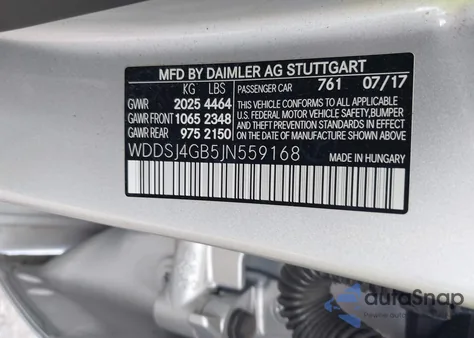 MFD BY DAIMLER AG STUTTGART
KG LBS PASSENGER CAR 761 07/17
GVWR 2025 4464
GAWR FRONT 1065 2348
GAWR REAR 975 2150
THIS VEHICLE CONFORMS TO ALL APPLICABLE
U.S. FEDERAL MOTOR VEHICLE SAFETY, BUMPER
AND THEFT PREVENTION STANDARDS IN
EFFECT ON THE DATE OF MANUFACTURE
SHOWN ABOVE.
WDDSJ4GB5JN559168 MADE IN HUNGARY
autoSnap